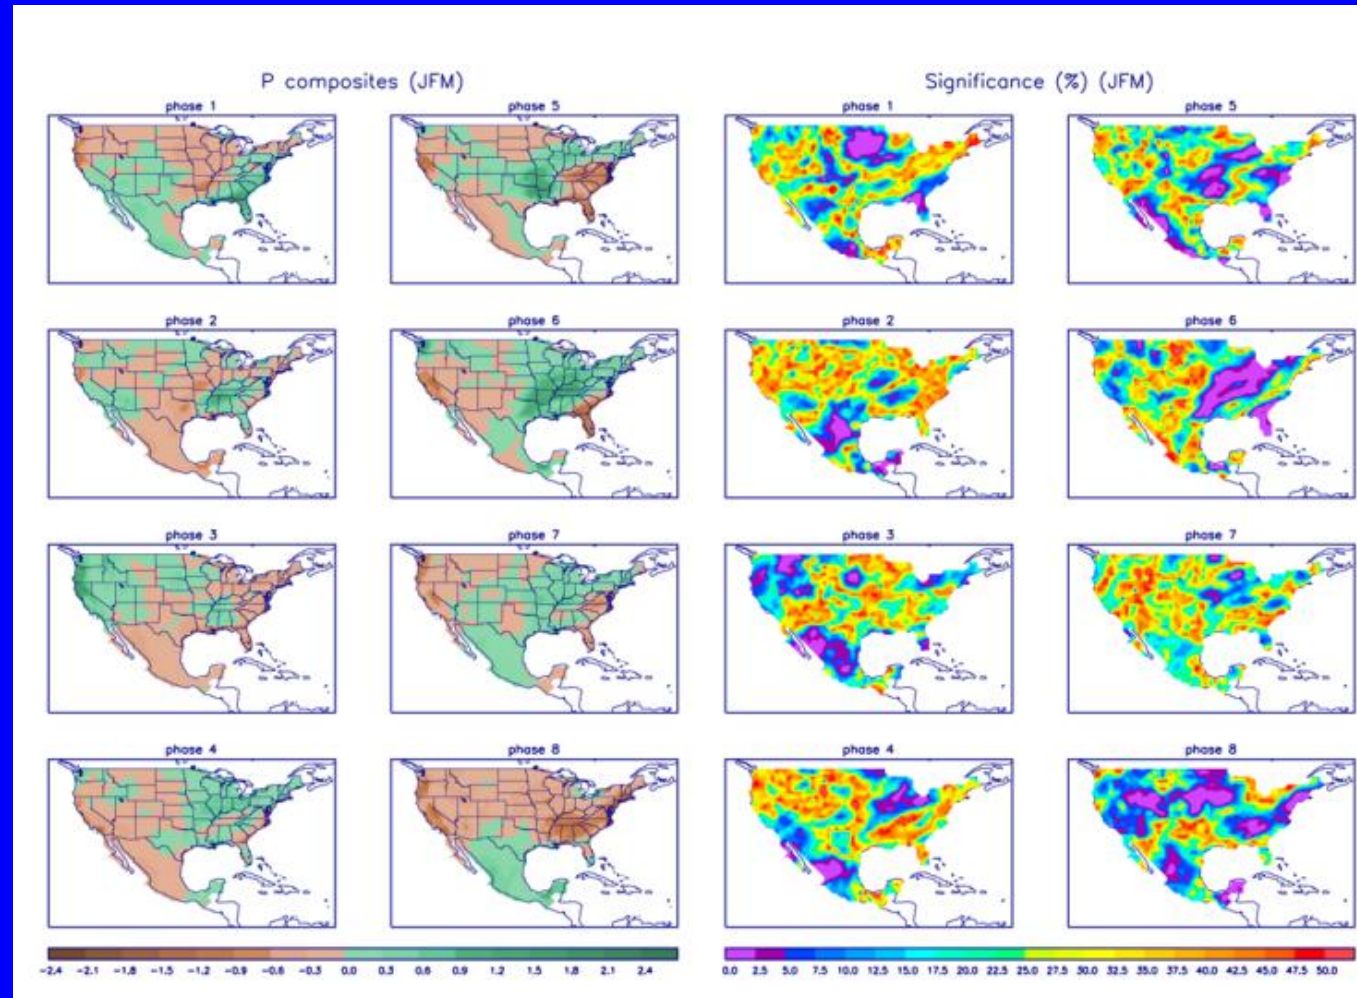 P composites (JFM) Significance (%) (JFM)
phase 1 phase 5 phase 1 phase 5
phase 2 phase 6 phase 2 phase 6
phase 3 phase 7 phase 3 phase 7
phase 4 phase 8 phase 4 phase 8
-2.4 -2.1 -1.8 -1.5 -1.2 -0.9 -0.6 -0.3 0.0 0.3 0.6 0.9 1.2 1.5 1.8 2.1 2.4
0.0 2.5 5.0 7.5 10.0 12.5 15.0 17.5 20.0 22.5 25.0 27.5 30.0 32.5 35.0 37.5 40.0 42.5 45.0 47.5 50.0